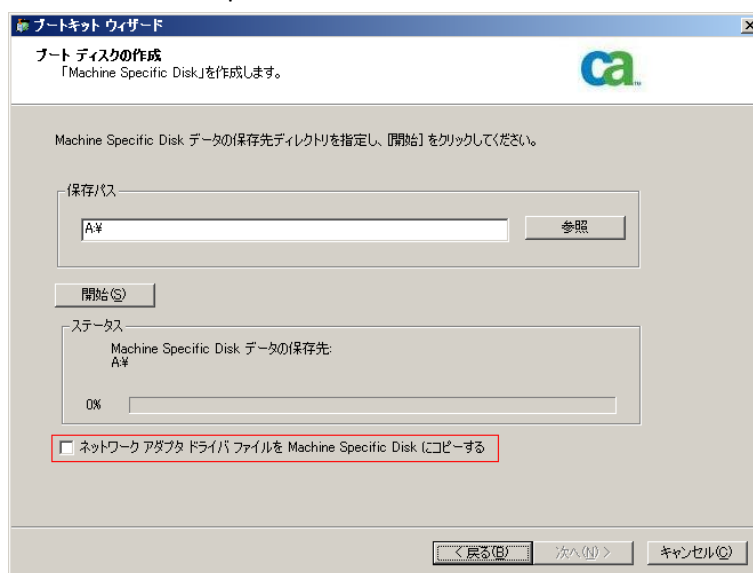 ブートキット ウィザード
ブート ディスクの作成
「Machine Specific Disk」を作成します。
ca
Machine Specific Disk データの保存先ディレクトリを指定し、[開始] をクリックしてください。
保存パス
A:¥
参照
開始(S)
ステータス
Machine Specific Disk データの保存先:
A:¥
0%
ネットワーク アダプタ ドライバ ファイルを Machine Specific Disk にコピーする
< 戻る(B)
次へ(N) >
キャンセル(C)